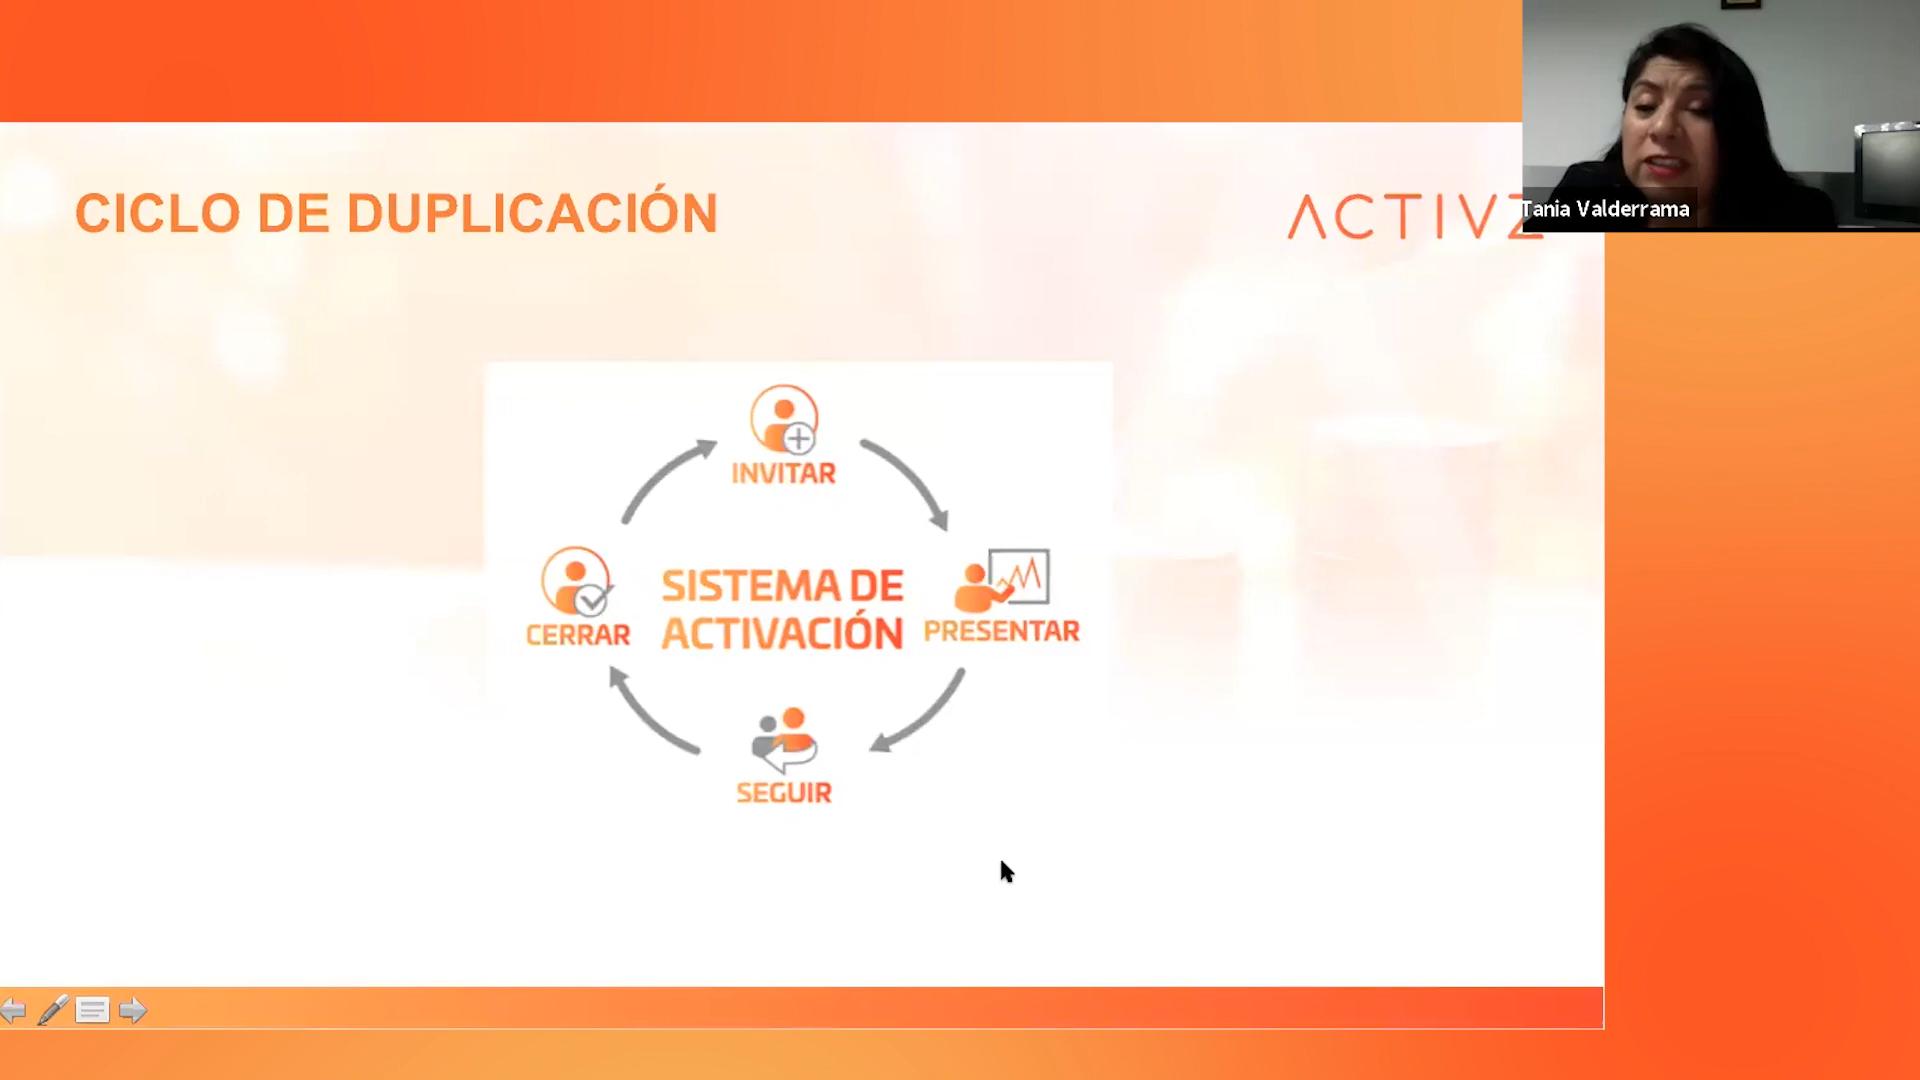 CICLO DE DUPLICACIÓN
ACTIVZ
Tania Valderrama
INVITAR
CERRAR
SISTEMA DE
ACTIVACIÓN
PRESENTAR
SEGUIR